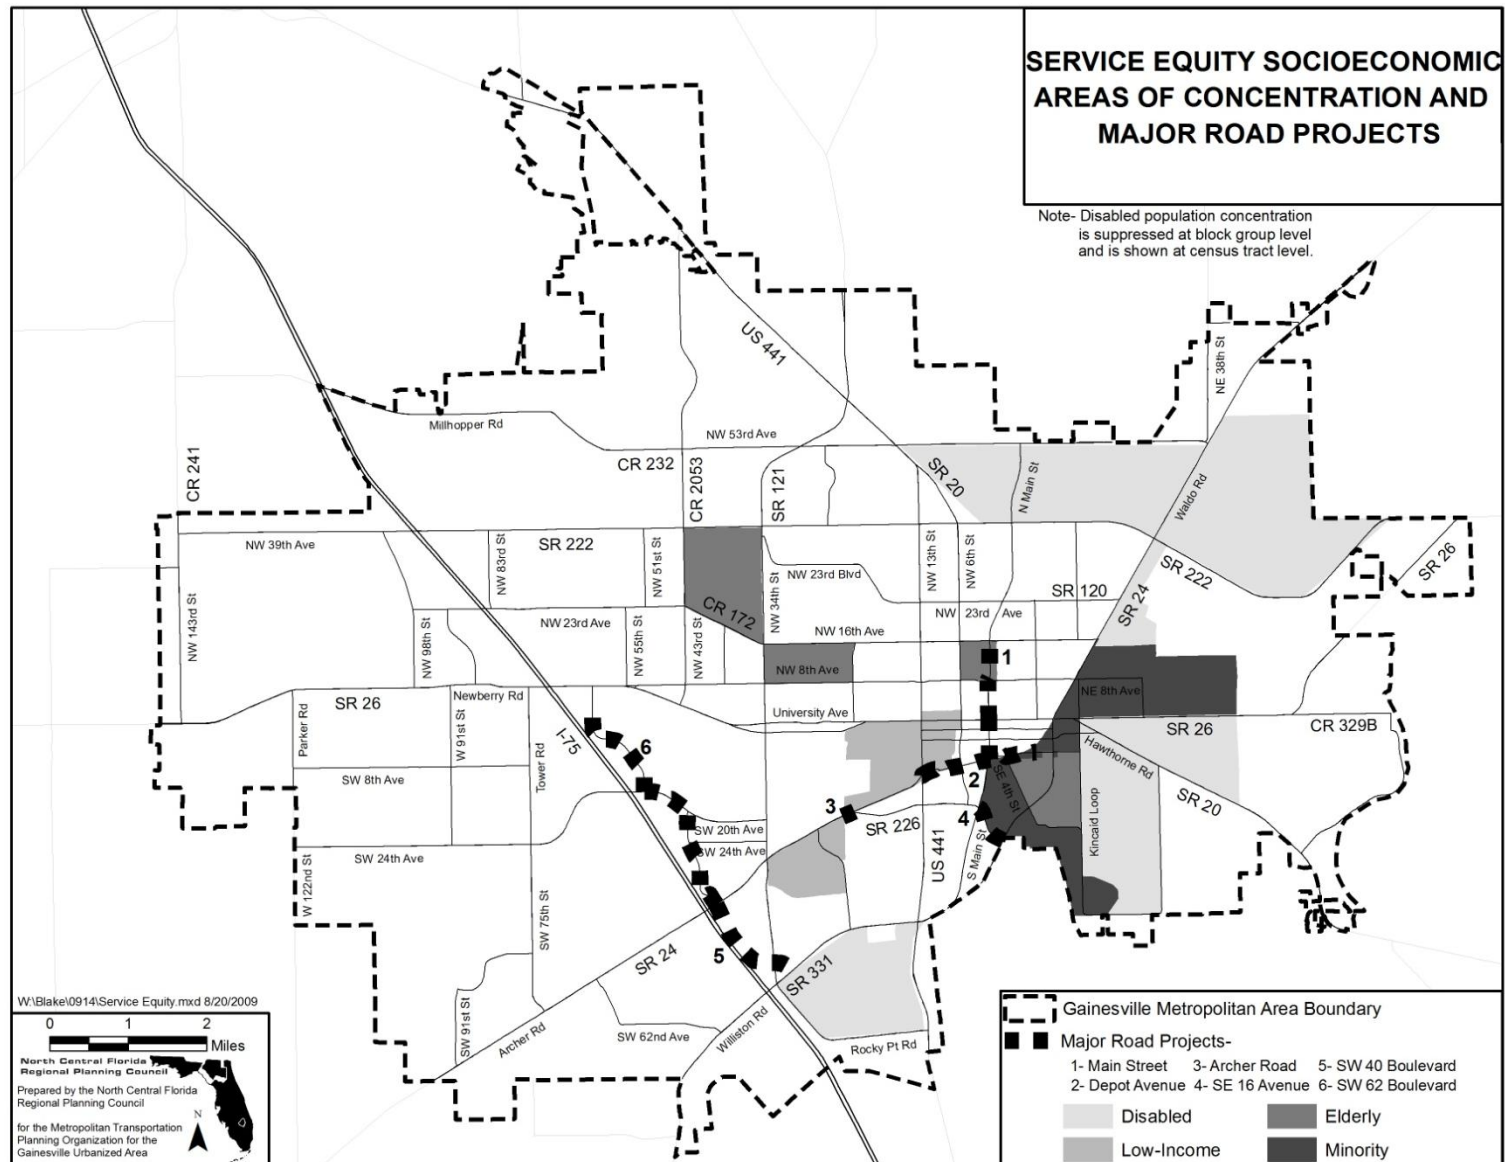 SERVICE EQUITY SOCIOECONOMIC
AREAS OF CONCENTRATION AND
MAJOR ROAD PROJECTS
Note- Disabled population concentration
is suppressed at block group level
and is shown at census tract level.
US 441
NE 38th St
Millhopper Rd
NW 53rd Ave
CR 241
CR 232
CR 2053
SR 121
SR 20
N Main St
Waldo Rd
NW 39th Ave
NW 83rd St
SR 222
NW 51st St
NW 34th St
NW 23rd Blvd
NW 13th St
NW 6th St
SR 120
SR 24
SR 222
SR 26
NW 143rd St
NW 98th St
NW 23rd Ave
NW 55th St
NW 43rd St
CR 172
NW 16th Ave
NW 23rd Ave
NW 8th Ave
1
NE 8th Ave
Parker Rd
SR 26
Newberry Rd
W 91st St
Tower Rd
I-75
University Ave
SR 26
CR 329B
6
SW 8th Ave
Hawthorne Rd
SR 20
2
SE 4th St
3
SR 226
4
SW 20th Ave
SW 24th Ave
SW 24th Ave
W 122nd St
US 441
S Main St
Kincaid Loop
SW 75th St
5
SR 24
SR 331
SW 91st St
Archer Rd
SW 62nd Ave
Williston Rd
Rocky Pt Rd
W:\Blake\0914\Service Equity.mxd 8/20/2009
0 1 2
Miles
North Central Florida
Regional Planning Council
Prepared by the North Central Florida
Regional Planning Council
N
for the Metropolitan Transportation
Planning Organization for the
Gainesville Urbanized Area
Gainesville Metropolitan Area Boundary
Major Road Projects-
1- Main Street 3- Archer Road 5- SW 40 Boulevard
2- Depot Avenue 4- SE 16 Avenue 6- SW 62 Boulevard
Disabled Elderly
Low-Income Minority